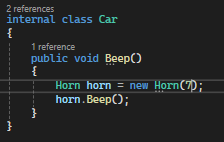 2 references
internal class Car
{
1 reference
public void Beep()
{
Horn horn = new Horn(7);
horn.Beep();
}
}